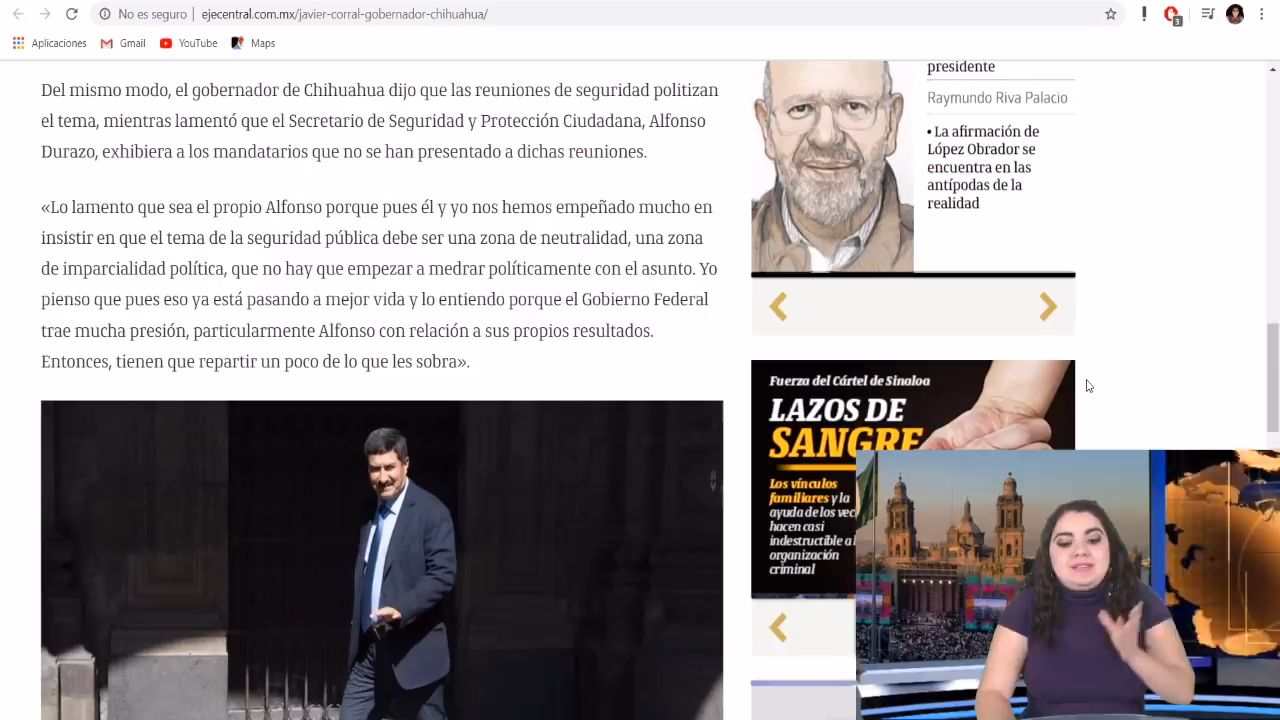 No es seguro
ejecentral.com.mx/javier-corral-gobernador-chihuahua/
3
Aplicaciones
Gmail
YouTube
Maps
Del mismo modo, el gobernador de Chihuahua dijo que las reuniones de seguridad politizan
el tema, mientras lamentó que el Secretario de Seguridad y Protección Ciudadana, Alfonso
Durazo, exhibiera a los mandatarios que no se han presentado a dichas reuniones.
«Lo lamento que sea el propio Alfonso porque pues él y yo nos hemos empeñado mucho en
insistir en que el tema de la seguridad pública debe ser una zona de neutralidad, una zona
de imparcialidad política, que no hay que empezar a medrar políticamente con el asunto. Yo
pienso que pues eso ya está pasando a mejor vida y lo entiendo porque el Gobierno Federal
trae mucha presión, particularmente Alfonso con relación a sus propios resultados.
Entonces, tienen que repartir un poco de lo que les sobra».
presidente
Raymundo Riva Palacio
• La afirmación de
López Obrador se
encuentra en las
antípodas de la
realidad
Fuerza del Cártel de Sinaloa
LAZOS DE
SANGRE
Los vínculos
familiares y la
ayuda de los vec
hacen casi
indestructible a l
organización
criminal